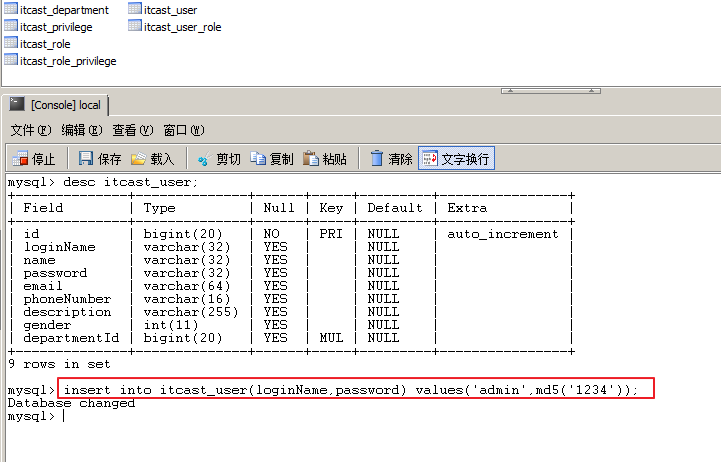 itcast_department itcast_user
itcast_privilege itcast_user_role
itcast_role
itcast_role_privilege
[Console] local
文件(F) 编辑(E) 查看(V) 窗口(W)
停止 保存 载入 剪切 复制 粘贴 清除 文字换行
mysql> desc itcast_user;
+--------------+--------------+------+-----+---------+----------------+
| Field | Type | Null | Key | Default | Extra |
+--------------+--------------+------+-----+---------+----------------+
| id | bigint(20) | NO | PRI | NULL | auto_increment |
| loginName | varchar(32) | YES | | NULL | |
| name | varchar(32) | YES | | NULL | |
| password | varchar(32) | YES | | NULL | |
| email | varchar(64) | YES | | NULL | |
| phoneNumber | varchar(16) | YES | | NULL | |
| description | varchar(255) | YES | | NULL | |
| gender | int(11) | YES | | NULL | |
| departmentId | bigint(20) | YES | MUL | NULL | |
+--------------+--------------+------+-----+---------+----------------+
9 rows in set
mysql> insert into itcast_user(loginName,password) values('admin',md5('1234'));
Database changed
mysql>